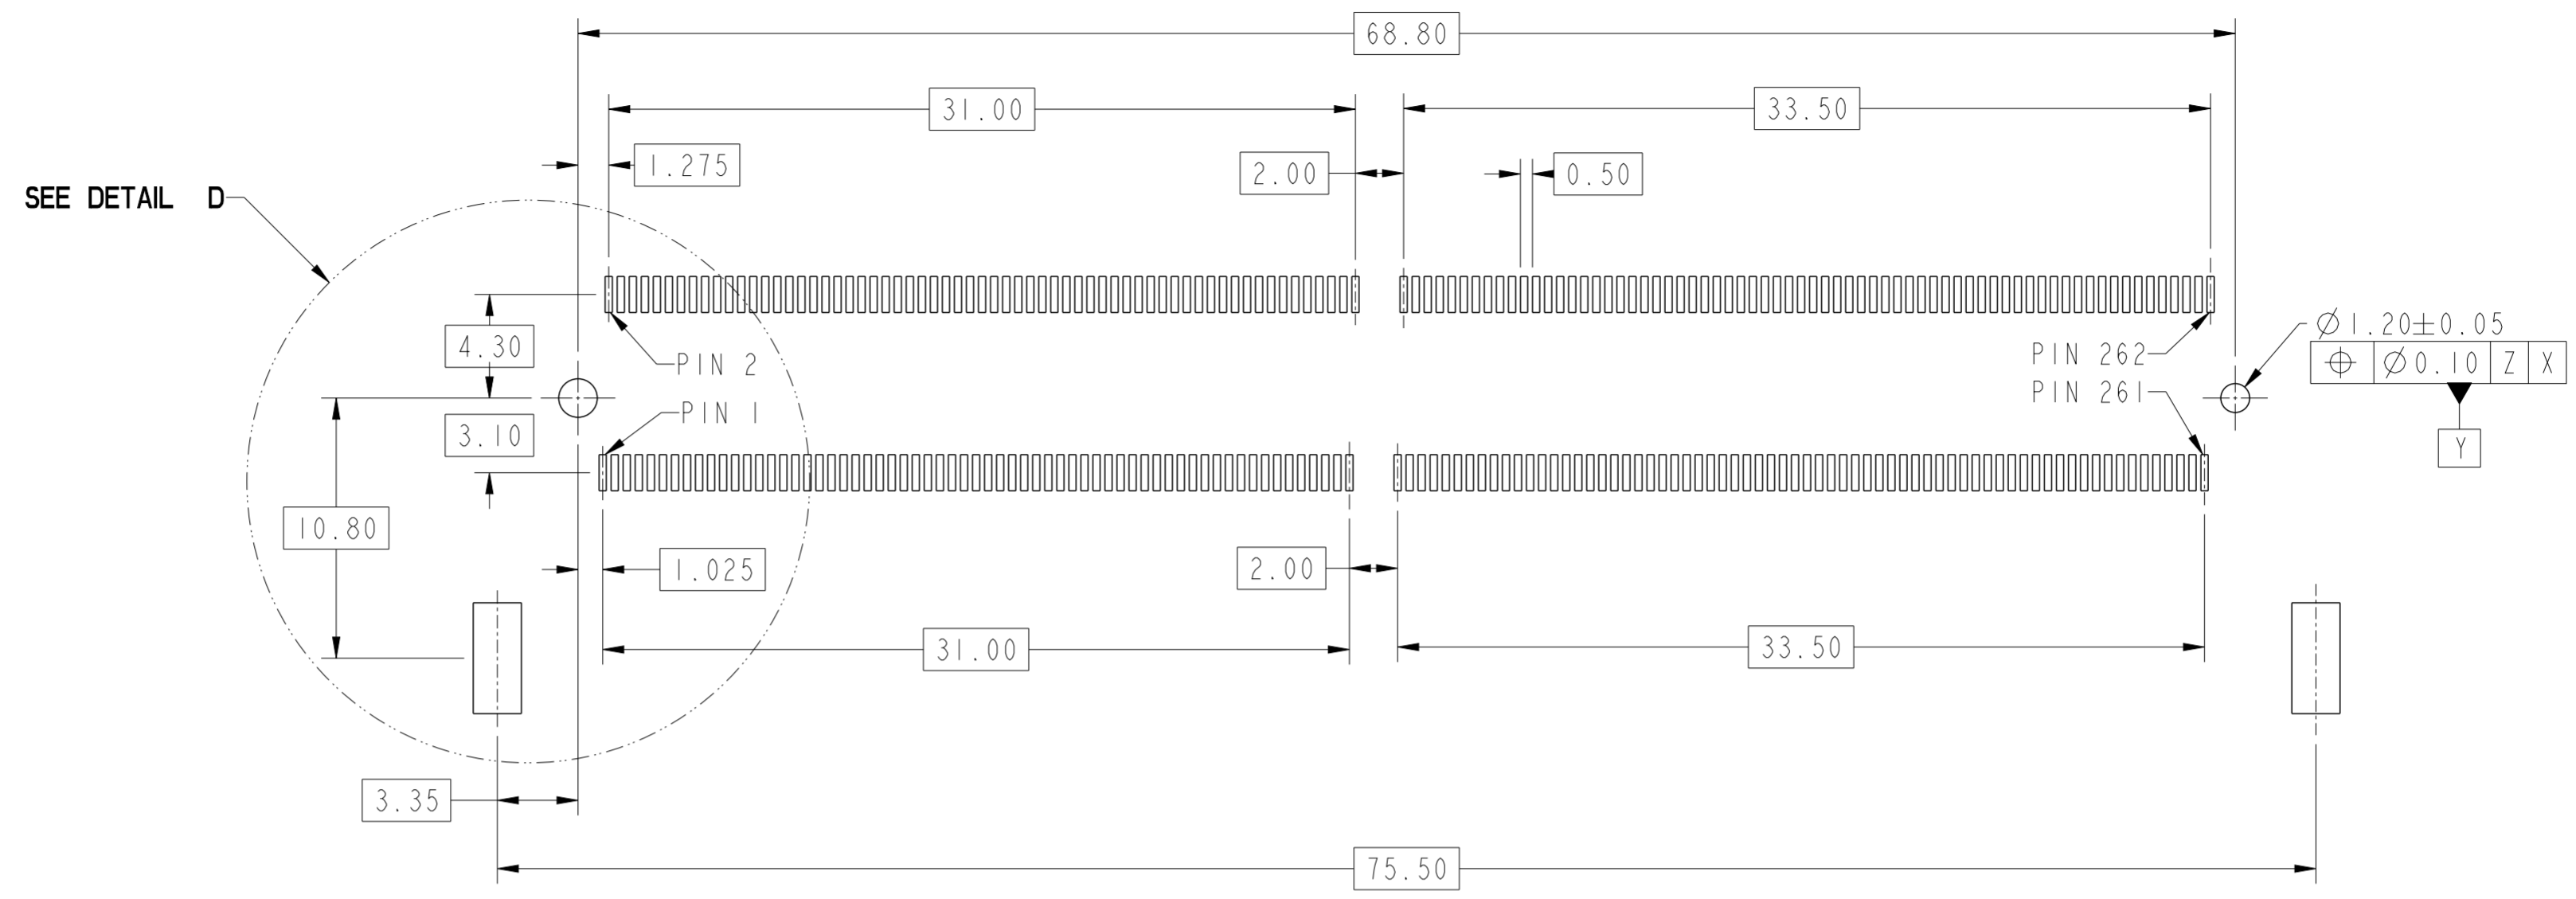 68.80
31.00
33.50
1.275
2.00
0.50
SEE DETAIL D
4.30
PIN 2
PIN 262
⌀1.20±0.05
⌖ ⌀0.10 Z X
PIN 261
3.10
PIN 1
Y
10.80
1.025
2.00
31.00
33.50
3.35
75.50